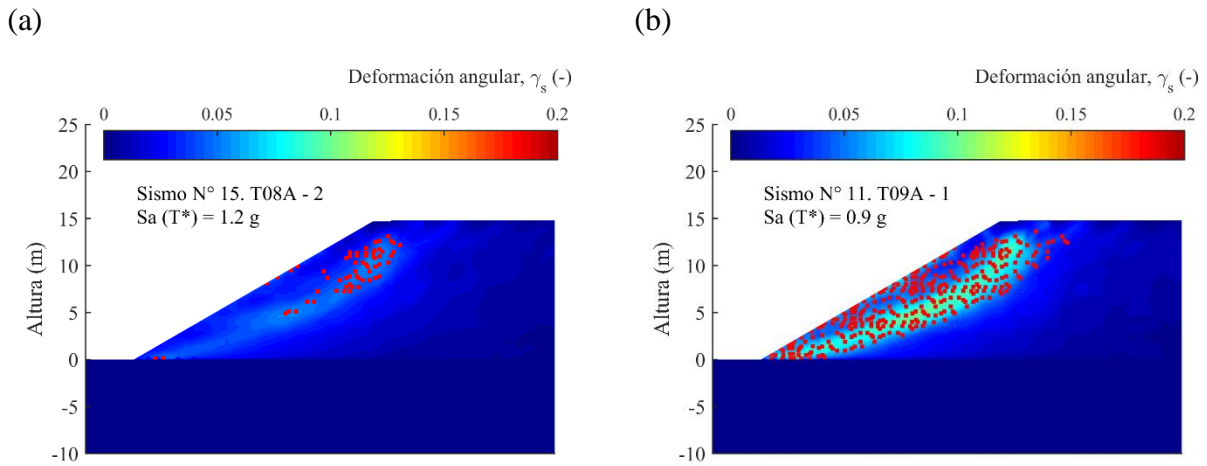 (a)
(b)
Deformación angular, γs (-)
0 0.05 0.1 0.15 0.2
25
20
15
10
5
0
-5
-10
Altura (m)
Sismo N° 15. T08A - 2
Sa (T*) = 1.2 g
Deformación angular, γs (-)
0 0.05 0.1 0.15 0.2
25
20
15
10
5
0
-5
-10
Altura (m)
Sismo N° 11. T09A - 1
Sa (T*) = 0.9 g